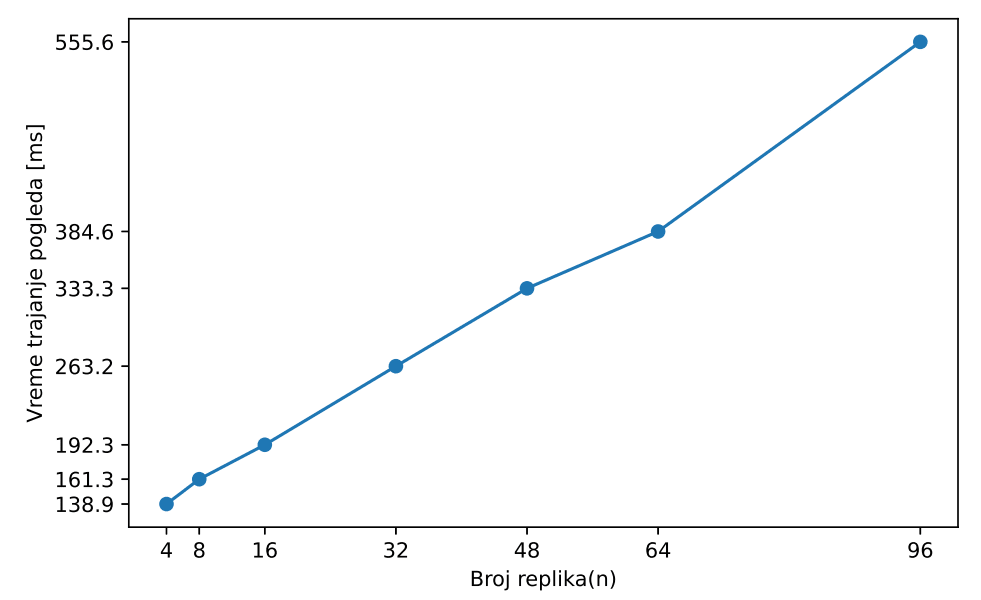 Vreme trajanje pogleda [ms]
555.6
384.6
333.3
263.2
192.3
161.3
138.9
4 8 16 32 48 64 96
Broj replika(n)